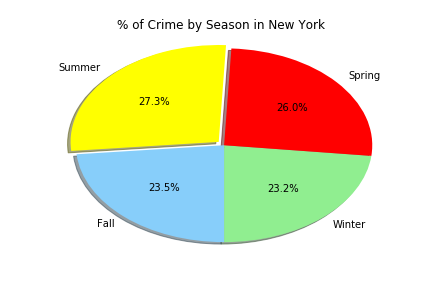 % of Crime by Season in New York
Summer
Spring
27.3%
26.0%
23.5%
23.2%
Fall
Winter